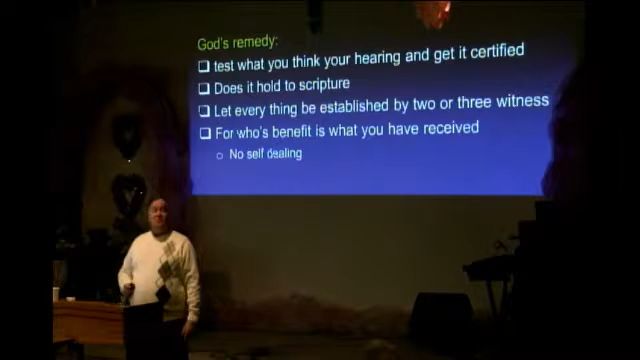 God's remedy:
❑ test what you think your hearing and get it certified
❑ Does it hold to scripture
❑ Let every thing be established by two or three witness
❑ For who's benefit is what you have received
○ No self dealing